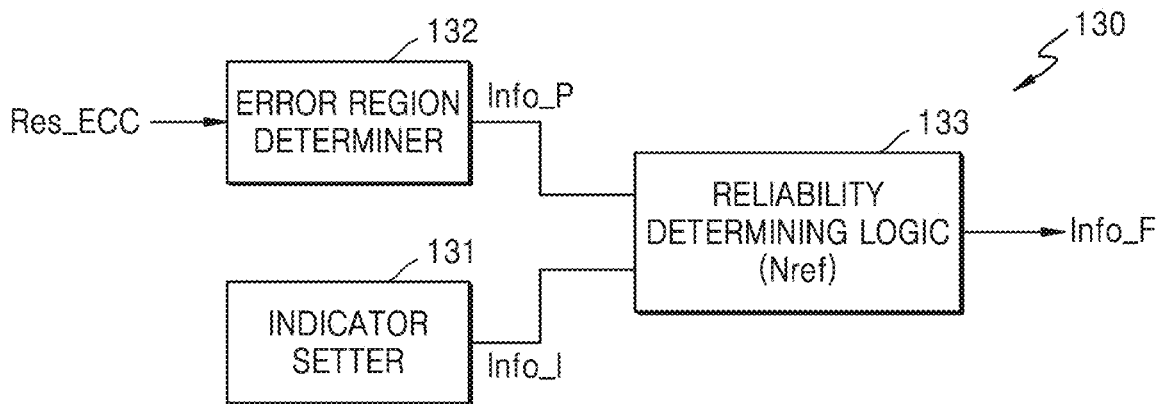 130
132
Res_ECC
ERROR REGION
DETERMINER
Info_P
133
RELIABILITY
DETERMINING LOGIC
(Nref)
Info_F
131
INDICATOR
SETTER
Info_I